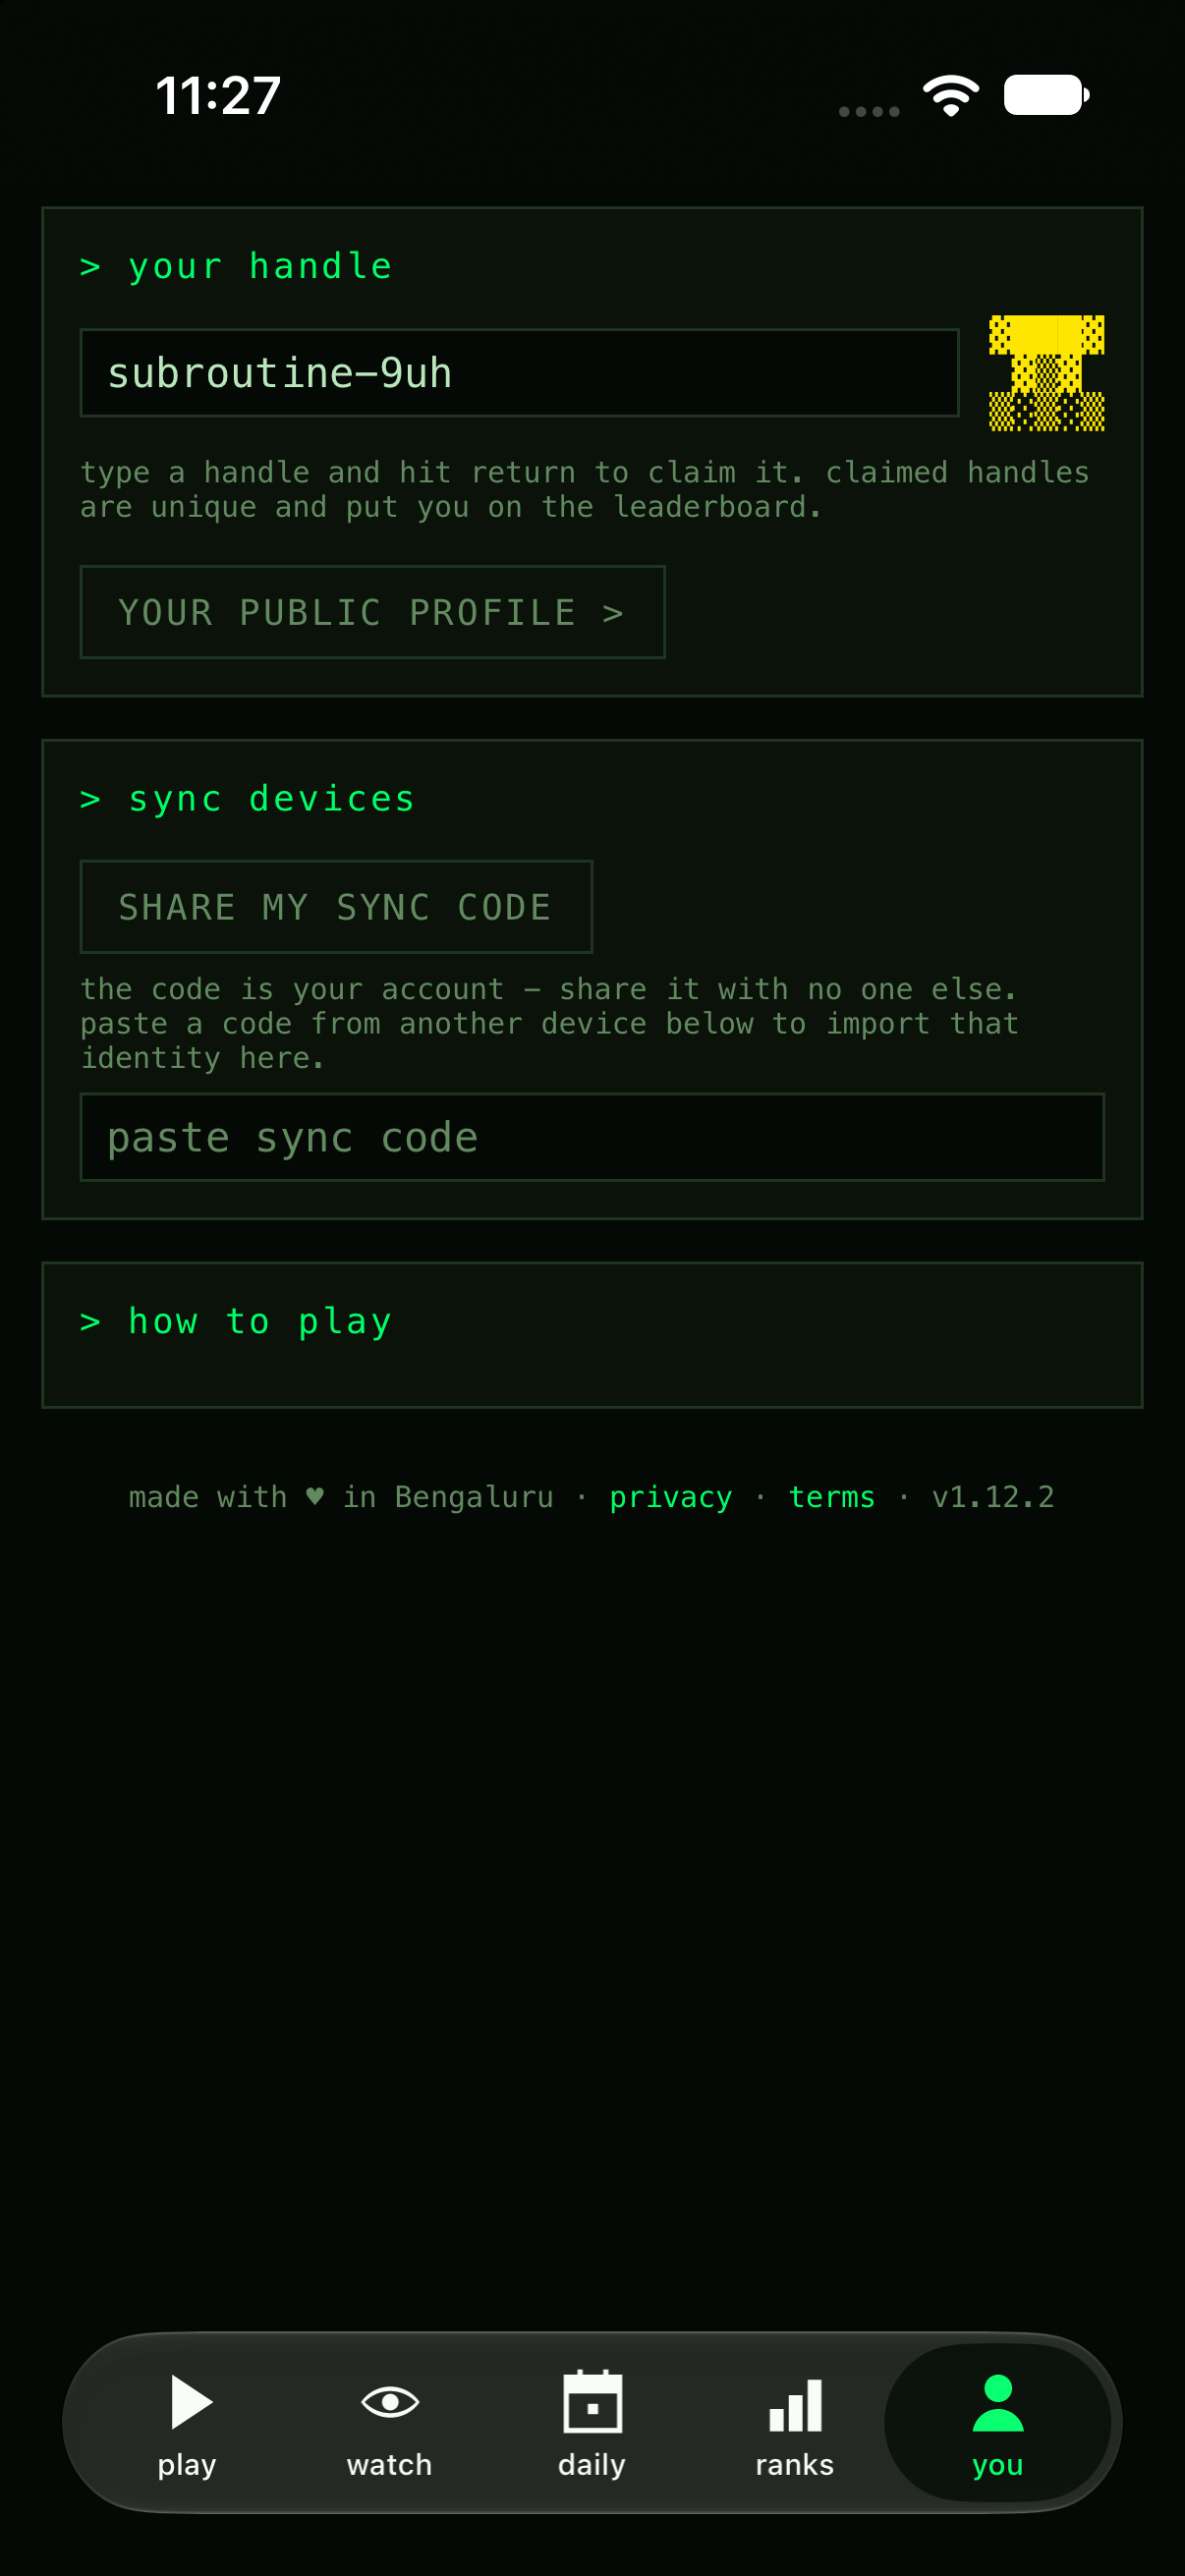 11:27
> your handle
subroutine-9uh
type a handle and hit return to claim it. claimed handles
are unique and put you on the leaderboard.
YOUR PUBLIC PROFILE >
> sync devices
SHARE MY SYNC CODE
the code is your account — share it with no one else.
paste a code from another device below to import that
identity here.
paste sync code
> how to play
made with ♥ in Bengaluru · privacy · terms · v1.12.2
play watch daily ranks you